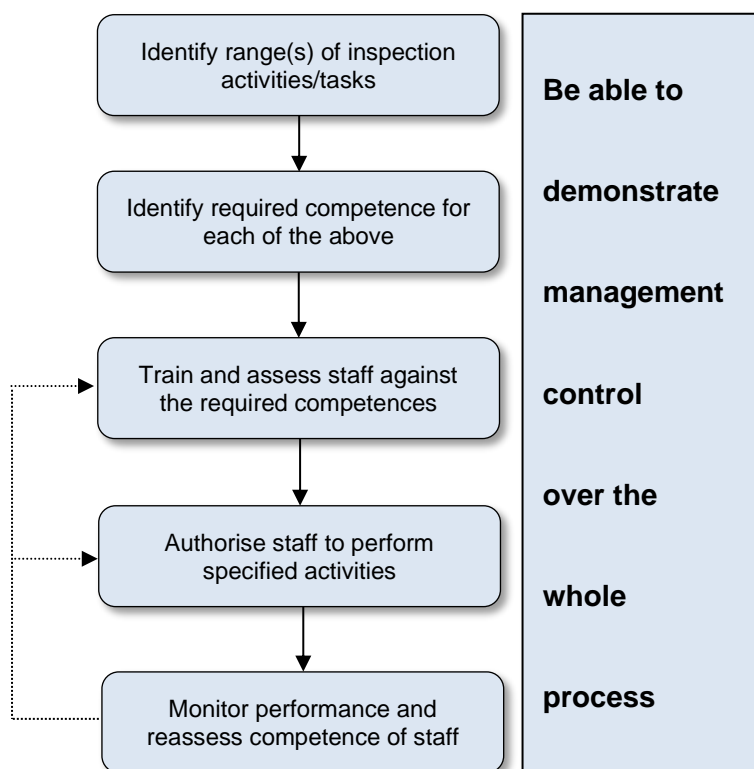 Identify range(s) of inspection
activities/tasks
Identify required competence for
each of the above
Train and assess staff against
the required competences
Authorise staff to perform
specified activities
Monitor performance and
reassess competence of staff
Be able to
demonstrate
management
control
over the
whole
process